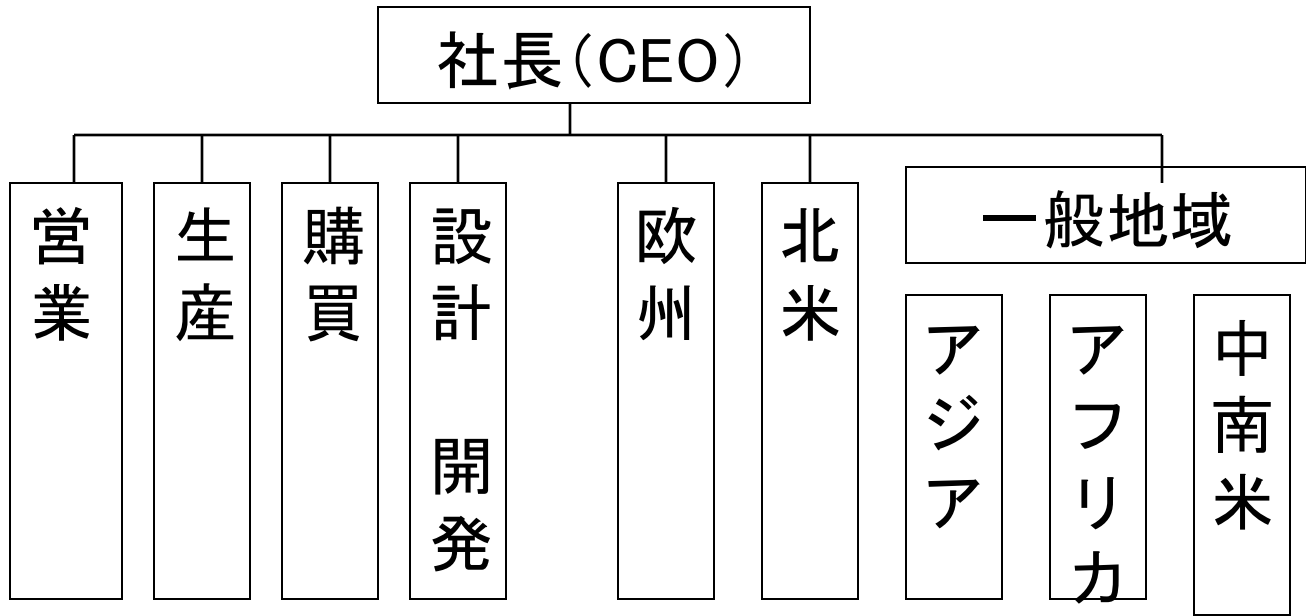 社長(CEO)
営業
生産
購買
設計 開発
欧州
北米
一般地域
アジア
アフリカ
中南米